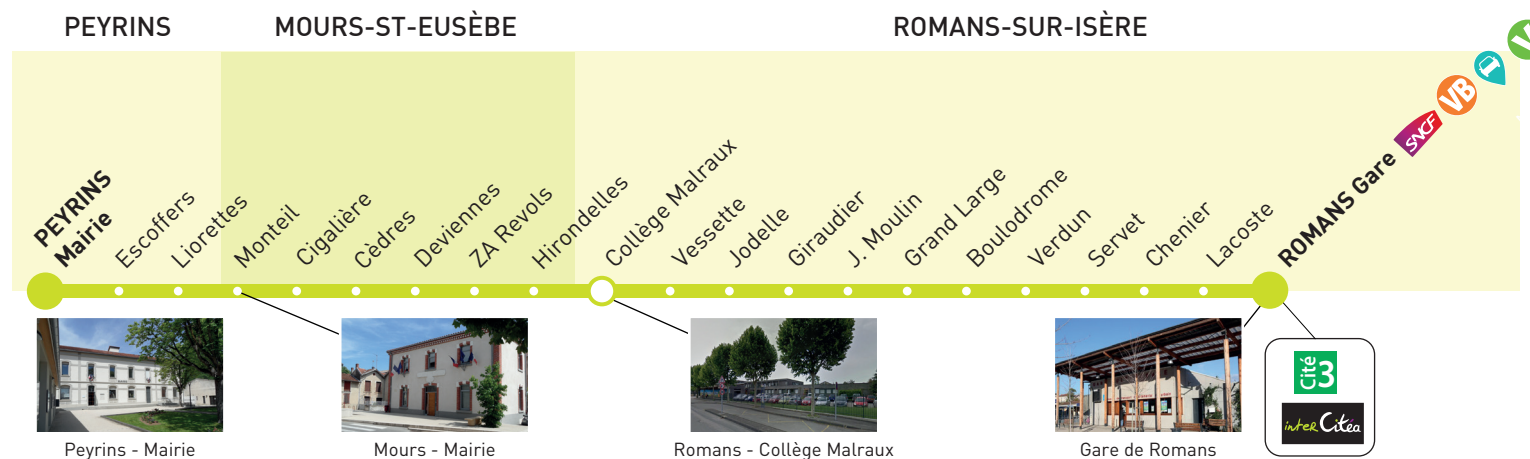 PEYRINS
MOURS-ST-EUSÈBE
ROMANS-SUR-ISÈRE
PEYRINS
Mairie
Escoffers
Liorettes
Monteil
Cigalière
Cèdres
Deviennes
ZA Revols
Hirondelles
Collège Malraux
Vessette
Jodelle
Giraudier
J. Moulin
Grand Large
Boulodrome
Verdun
Servet
Chenier
Lacoste
ROMANS Gare
SNCF
VB
Peyrins - Mairie
Mours - Mairie
Romans - Collège Malraux
Gare de Romans
Cité 3
inter Citéa